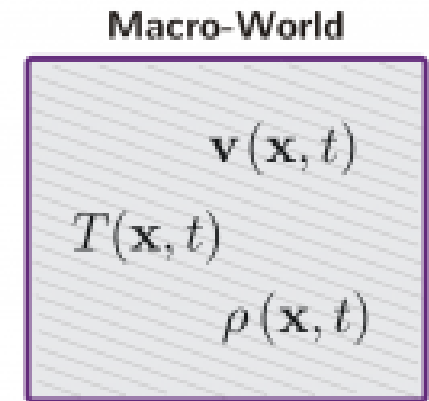 Macro-World
v(x, t)
T(x, t)
ρ(x, t)